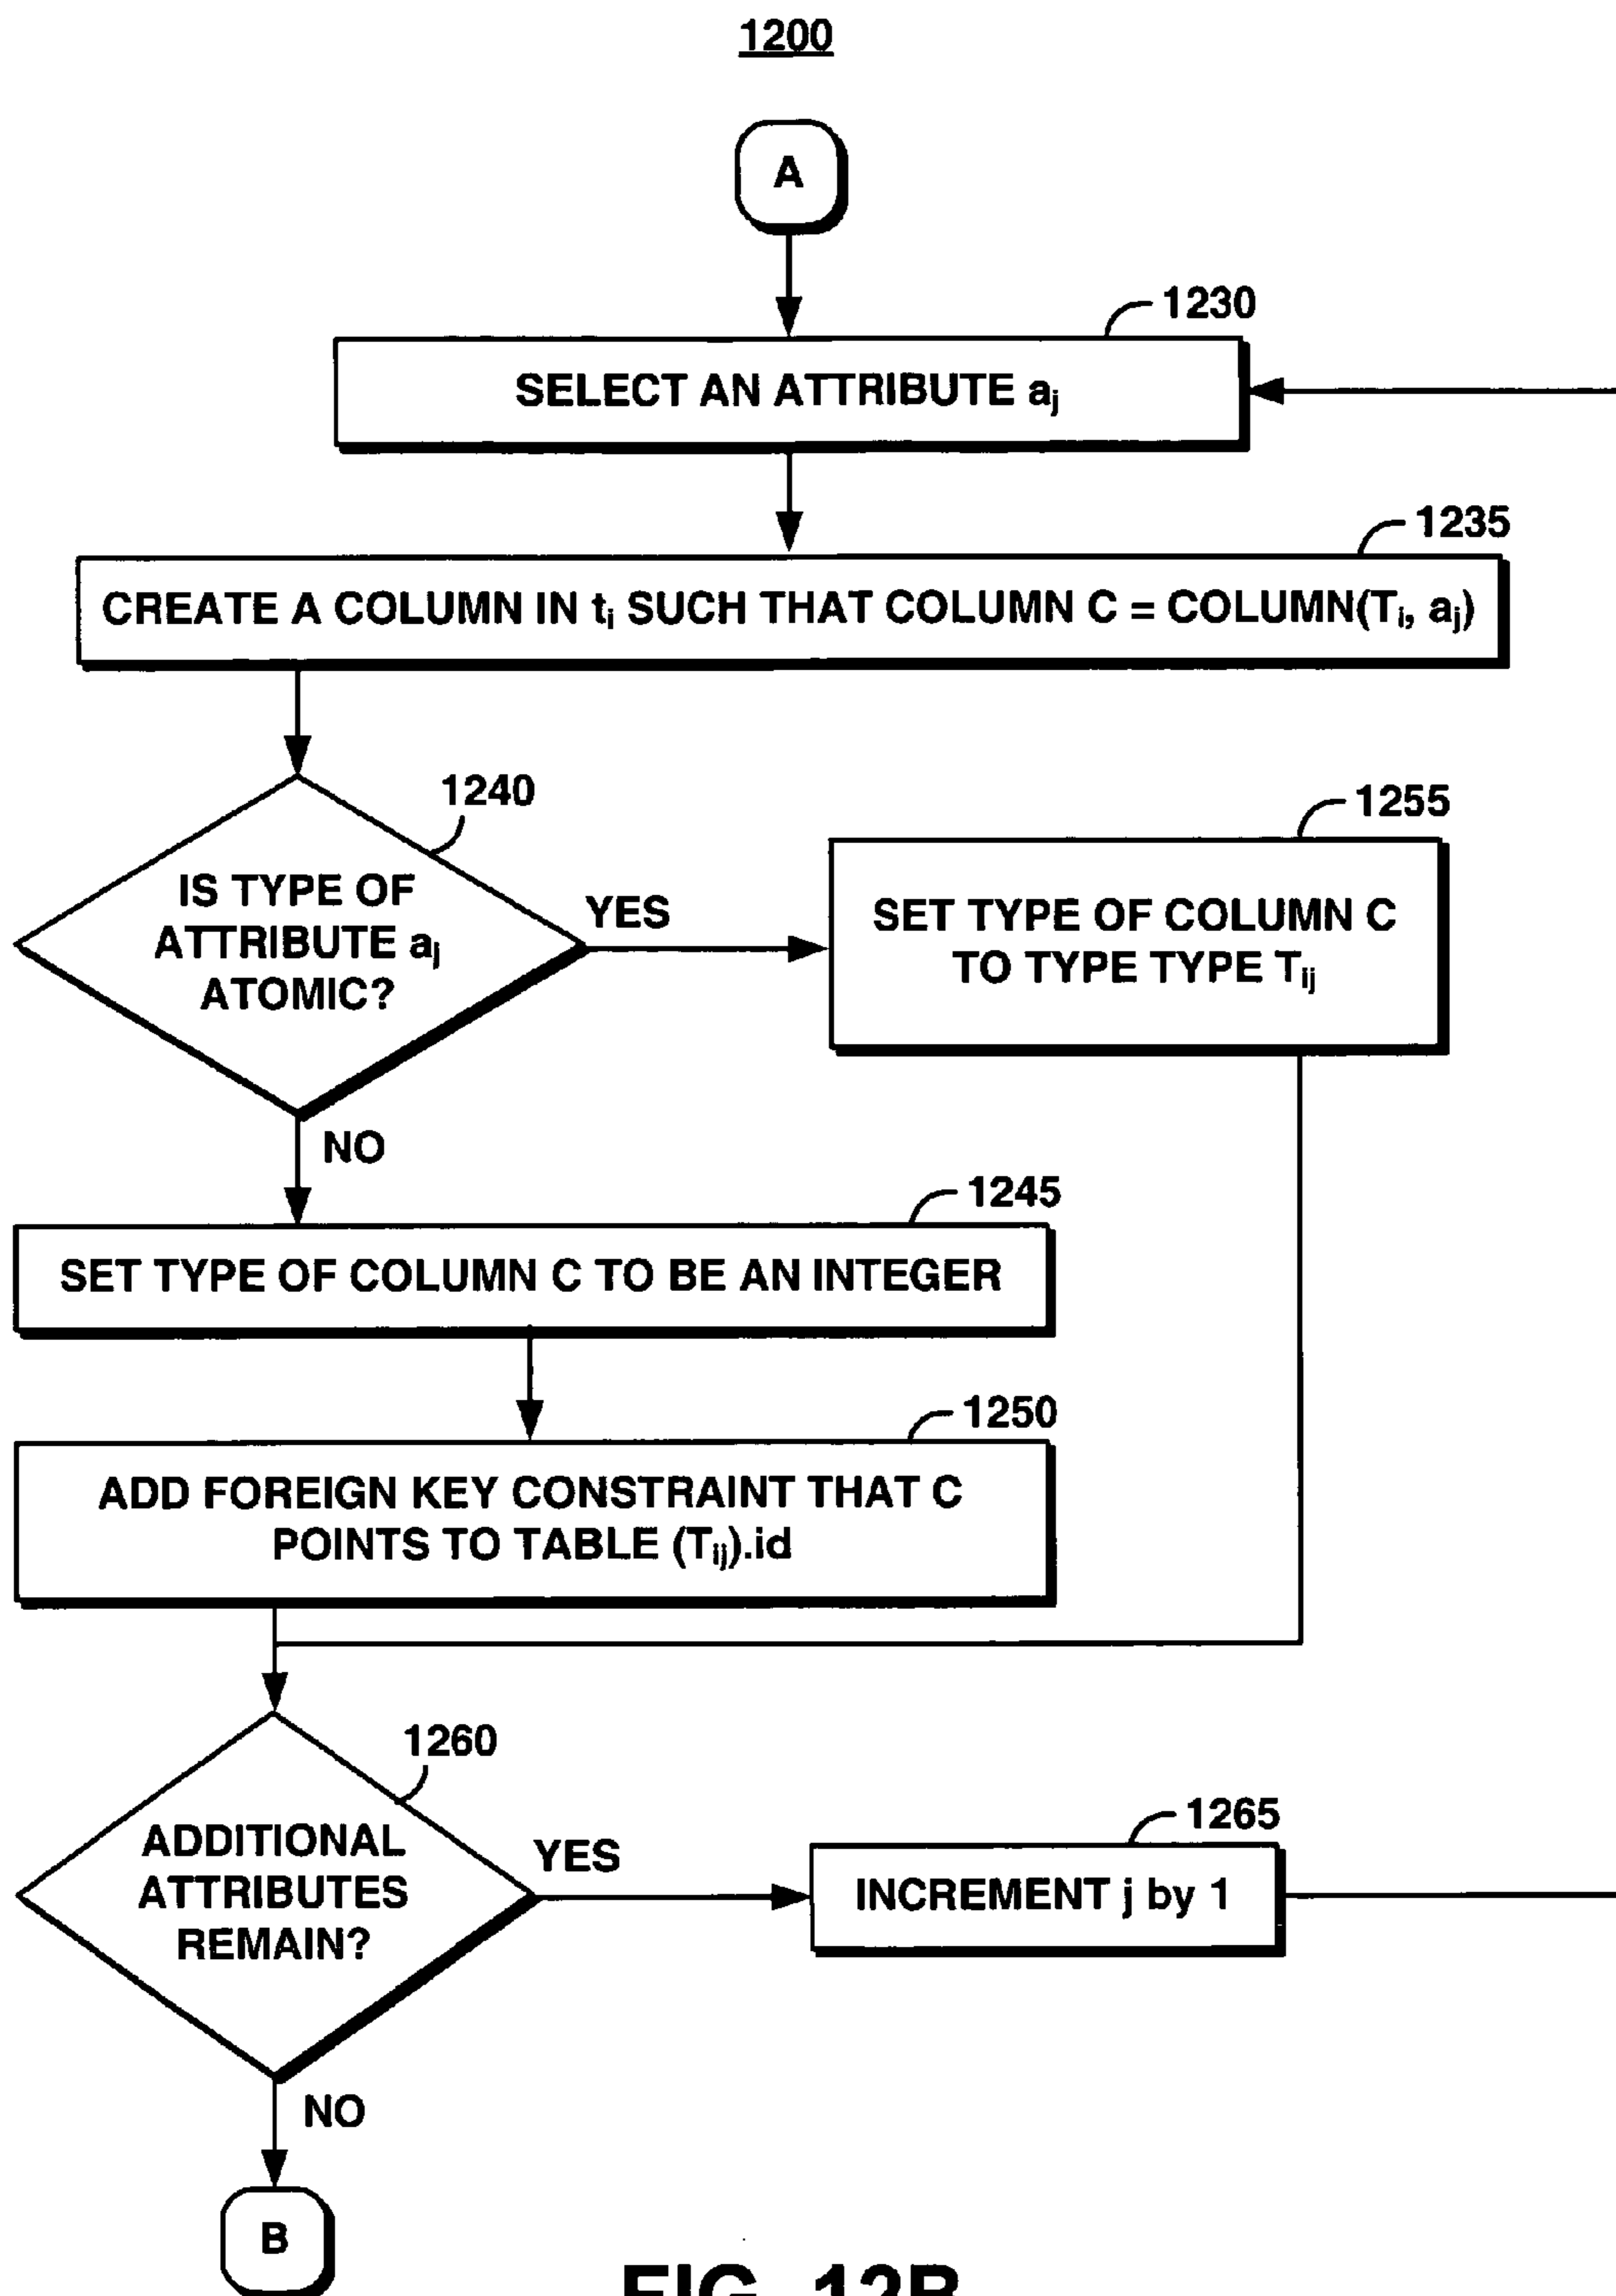 1200
A
1230
SELECT AN ATTRIBUTE aj
1235
CREATE A COLUMN IN ti SUCH THAT COLUMN C = COLUMN(Ti, aj)
1240
IS TYPE OF
ATTRIBUTE aj
ATOMIC?
YES
1255
SET TYPE OF COLUMN C
TO TYPE TYPE Tij
NO
1245
SET TYPE OF COLUMN C TO BE AN INTEGER
1250
ADD FOREIGN KEY CONSTRAINT THAT C
POINTS TO TABLE (Tij).id
1260
ADDITIONAL
ATTRIBUTES
REMAIN?
YES
1265
INCREMENT j by 1
NO
B
FIG. 12B